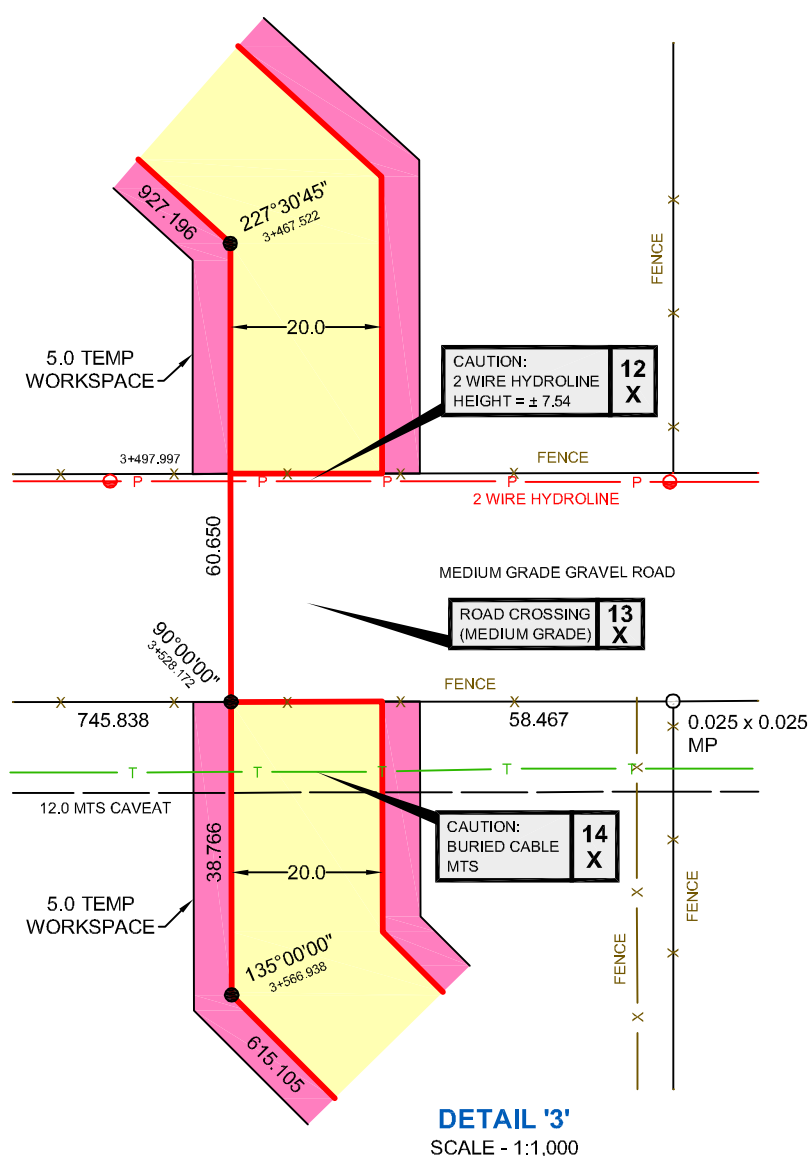 927.196
227°30'45"
3+467.522
FENCE
20.0
5.0 TEMP
WORKSPACE
CAUTION:
2 WIRE HYDROLINE
HEIGHT = ± 7.54
12
X
3+497.997
FENCE
P P P P P
2 WIRE HYDROLINE
60.650
MEDIUM GRADE GRAVEL ROAD
ROAD CROSSING
(MEDIUM GRADE)
13
X
90°00'00"
3+528.172
FENCE
745.838
58.467
0.025 x 0.025
MP
T T T T T
12.0 MTS CAVEAT
CAUTION:
BURIED CABLE
MTS
14
X
38.766
20.0
5.0 TEMP
WORKSPACE
FENCE
FENCE
135°00'00"
3+566.938
615.105
DETAIL '3'
SCALE - 1:1,000